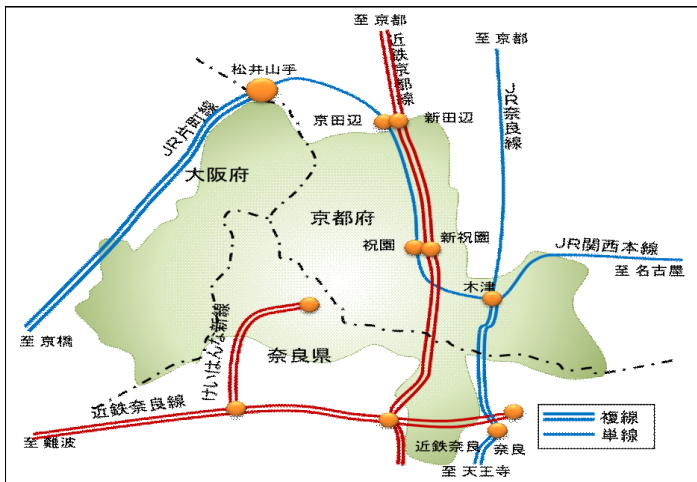 至 京都
近鉄京都線
至 京都
松井山手
JR奈良線
JR片町線
京田辺
新田辺
大阪府
京都府
祝園
新祝園
JR関西本線
至 名古屋
木津
けいはんな新線
至 京橋
奈良県
近鉄奈良線
至 難波
近鉄奈良
奈良
至 天王寺
複線
単線